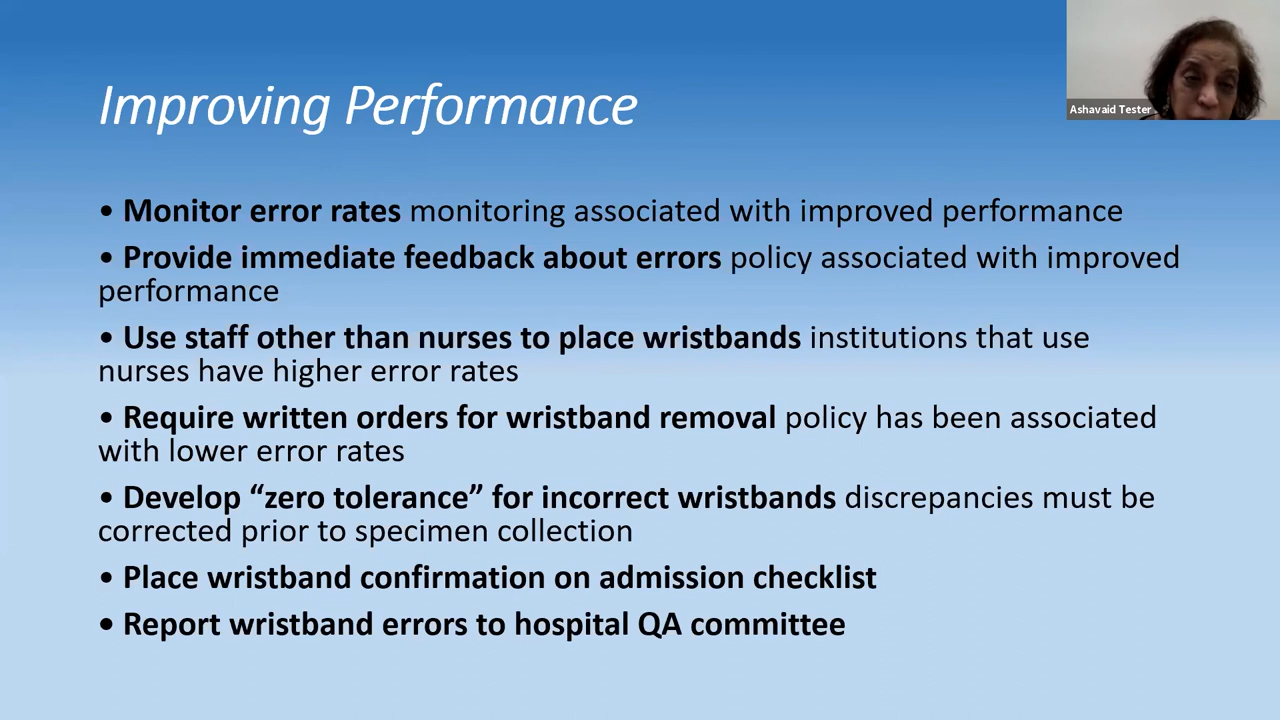 Ashavaid Tester
Improving Performance
• Monitor error rates monitoring associated with improved performance
• Provide immediate feedback about errors policy associated with improved
performance
• Use staff other than nurses to place wristbands institutions that use
nurses have higher error rates
• Require written orders for wristband removal policy has been associated
with lower error rates
• Develop “zero tolerance” for incorrect wristbands discrepancies must be
corrected prior to specimen collection
• Place wristband confirmation on admission checklist
• Report wristband errors to hospital QA committee